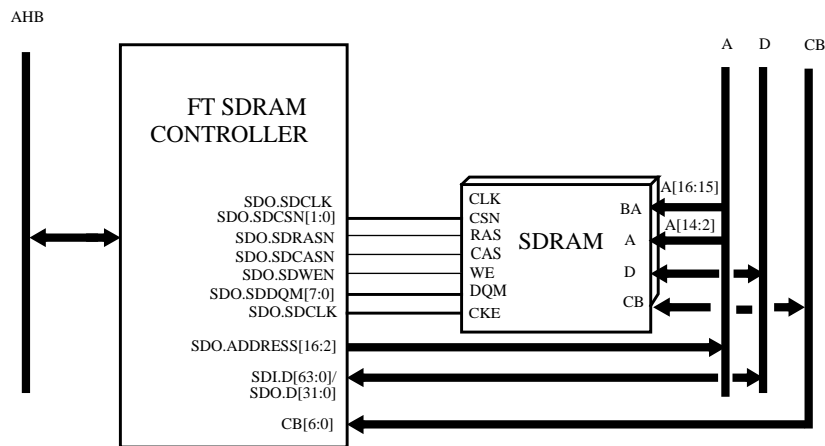 AHB
A
D
CB
FT SDRAM
CONTROLLER
SDO.SDCLK
SDO.SDCSN[1:0]
SDO.SDRASN
SDO.SDCASN
SDO.SDWEN
SDO.SDDQM[7:0]
SDO.SDCLK
SDO.ADDRESS[16:2]
SDI.D[63:0]/
SDO.D[31:0]
CB[6:0]
CLK
CSN
RAS
CAS
WE
DQM
CKE
SDRAM
BA
A
D
CB
A[16:15]
A[14:2]